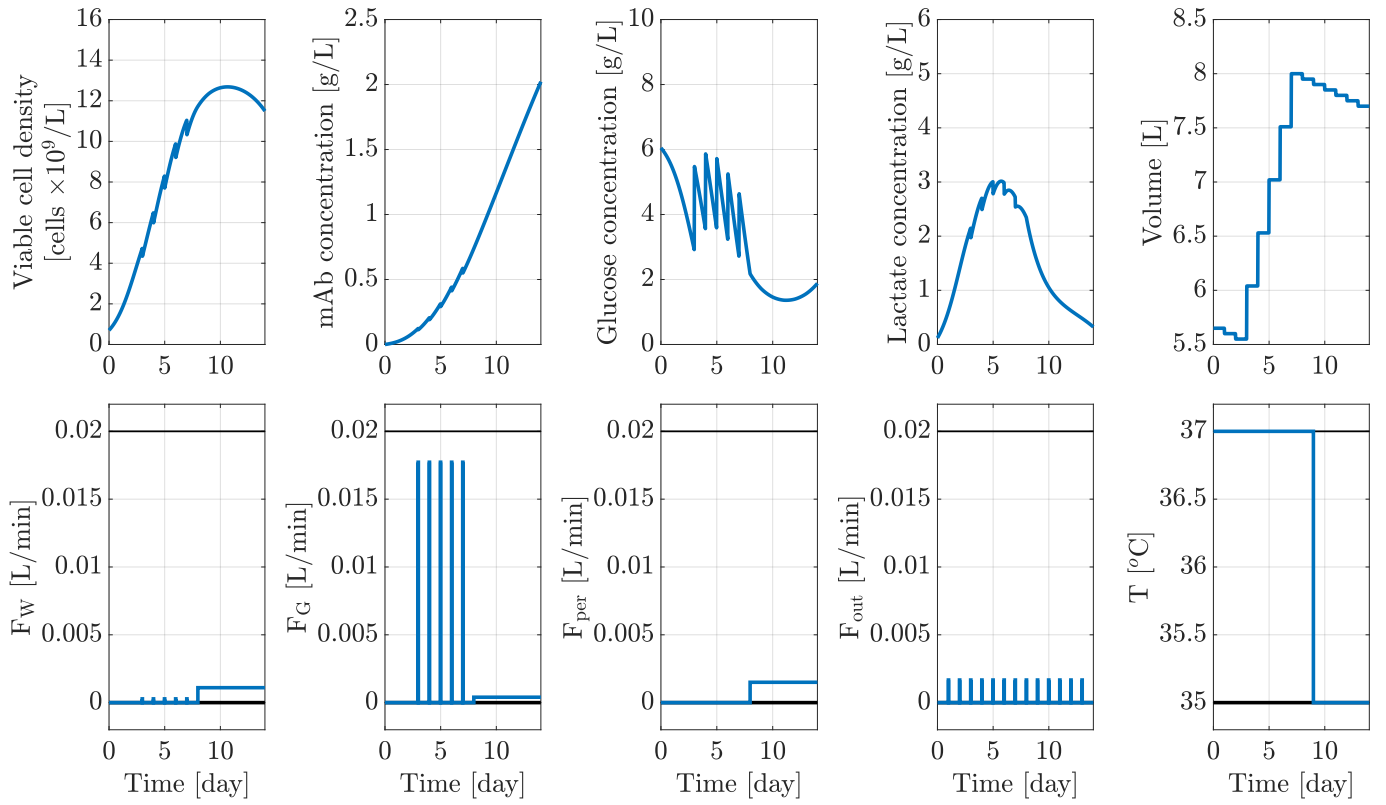 Viable cell density
[cells ×10⁹/L]
16
14
12
10
8
6
4
2
0
0 5 10
mAb concentration [g/L]
2.5
2
1.5
1
0.5
0
0 5 10
Glucose concentration [g/L]
10
8
6
4
2
0
0 5 10
Lactate concentration [g/L]
6
5
4
3
2
1
0
0 5 10
Volume [L]
8.5
8
7.5
7
6.5
6
5.5
0 5 10
F_W [L/min]
0.02
0.015
0.01
0.005
0
0 5 10
Time [day]
F_G [L/min]
0.02
0.015
0.01
0.005
0
0 5 10
Time [day]
F_per [L/min]
0.02
0.015
0.01
0.005
0
0 5 10
Time [day]
F_out [L/min]
0.02
0.015
0.01
0.005
0
0 5 10
Time [day]
T [°C]
37
36.5
36
35.5
35
0 5 10
Time [day]